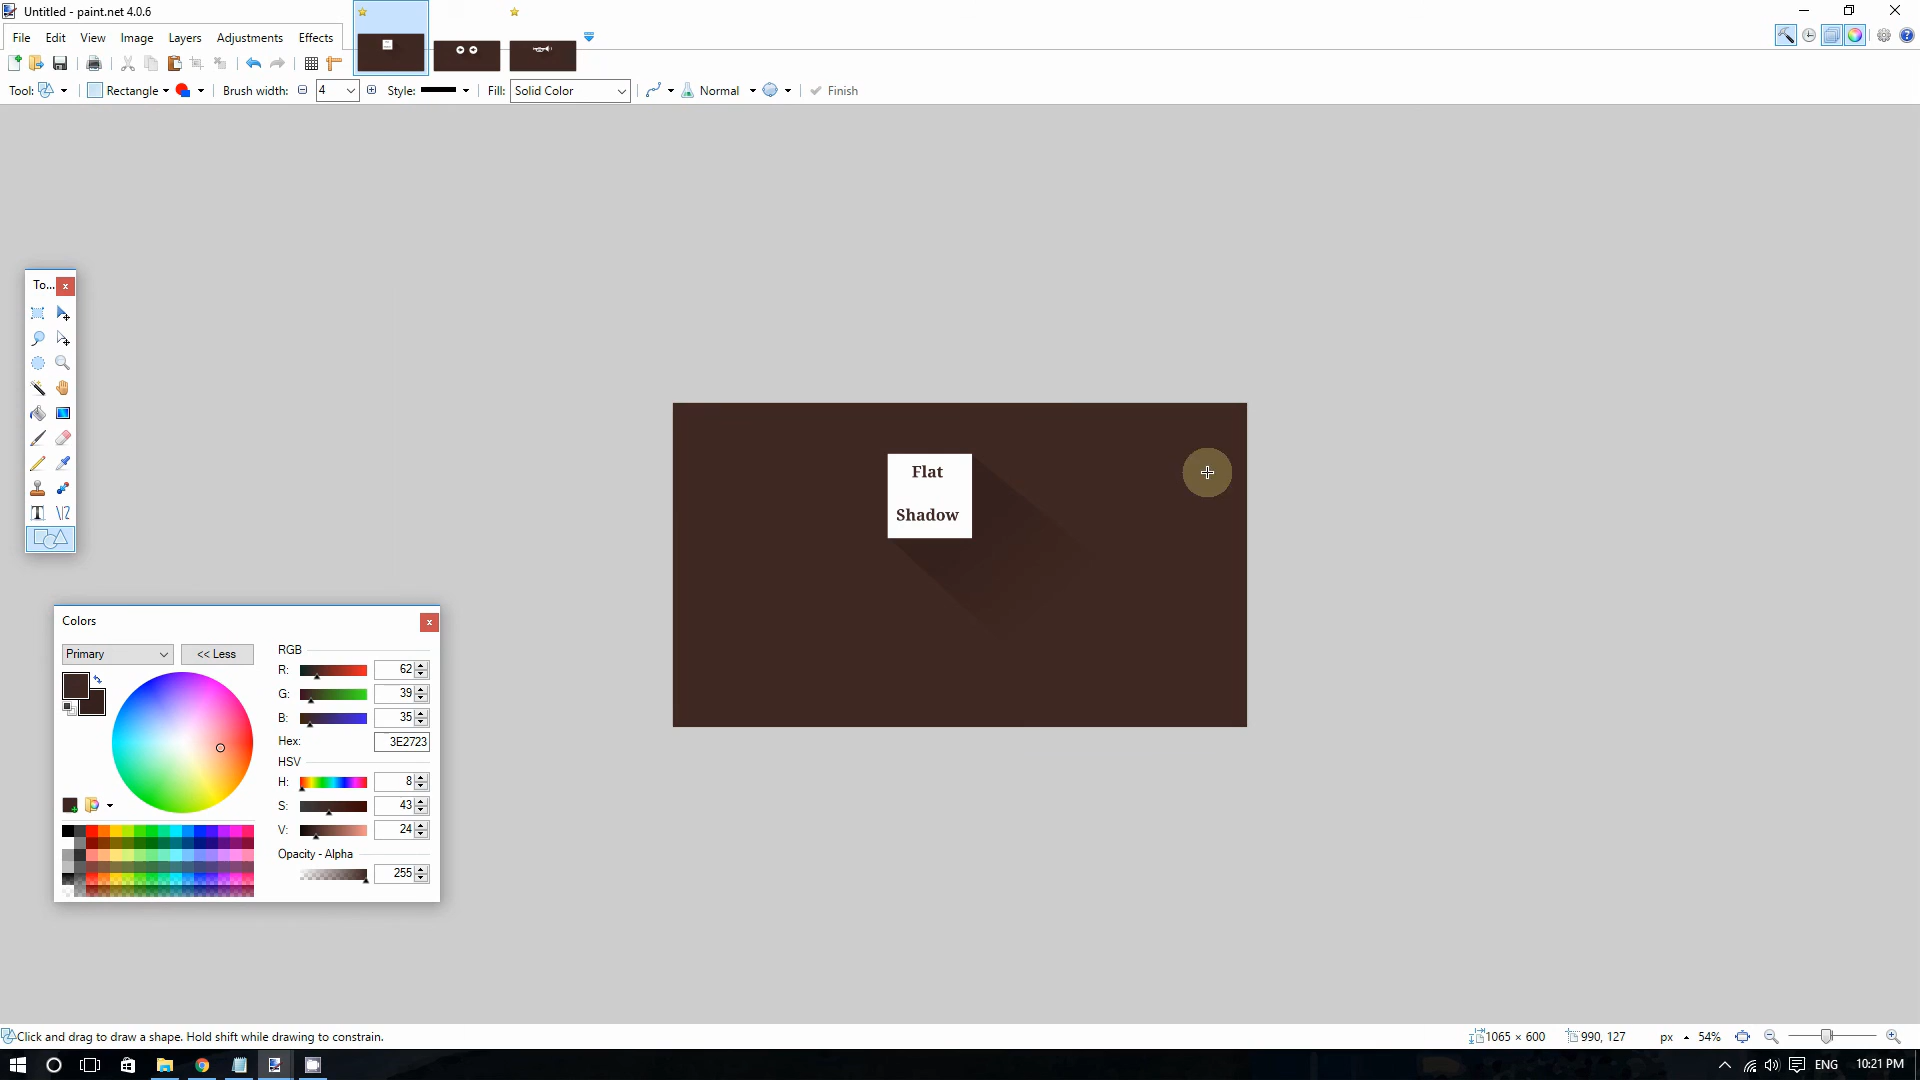 Untitled - paint.net 4.0.6
File Edit View Image Layers Adjustments Effects
Tool: Rectangle Brush width: 4 Style: Fill: Solid Color Normal Finish
To...
Flat
Shadow
Colors
Primary << Less
RGB
R: 62
G: 39
B: 35
Hex: 3E2723
HSV
H: 8
S: 43
V: 24
Opacity - Alpha
255
Click and drag to draw a shape. Hold shift while drawing to constrain.
1065 × 600 990, 127 px 54%
ENG 10:21 PM